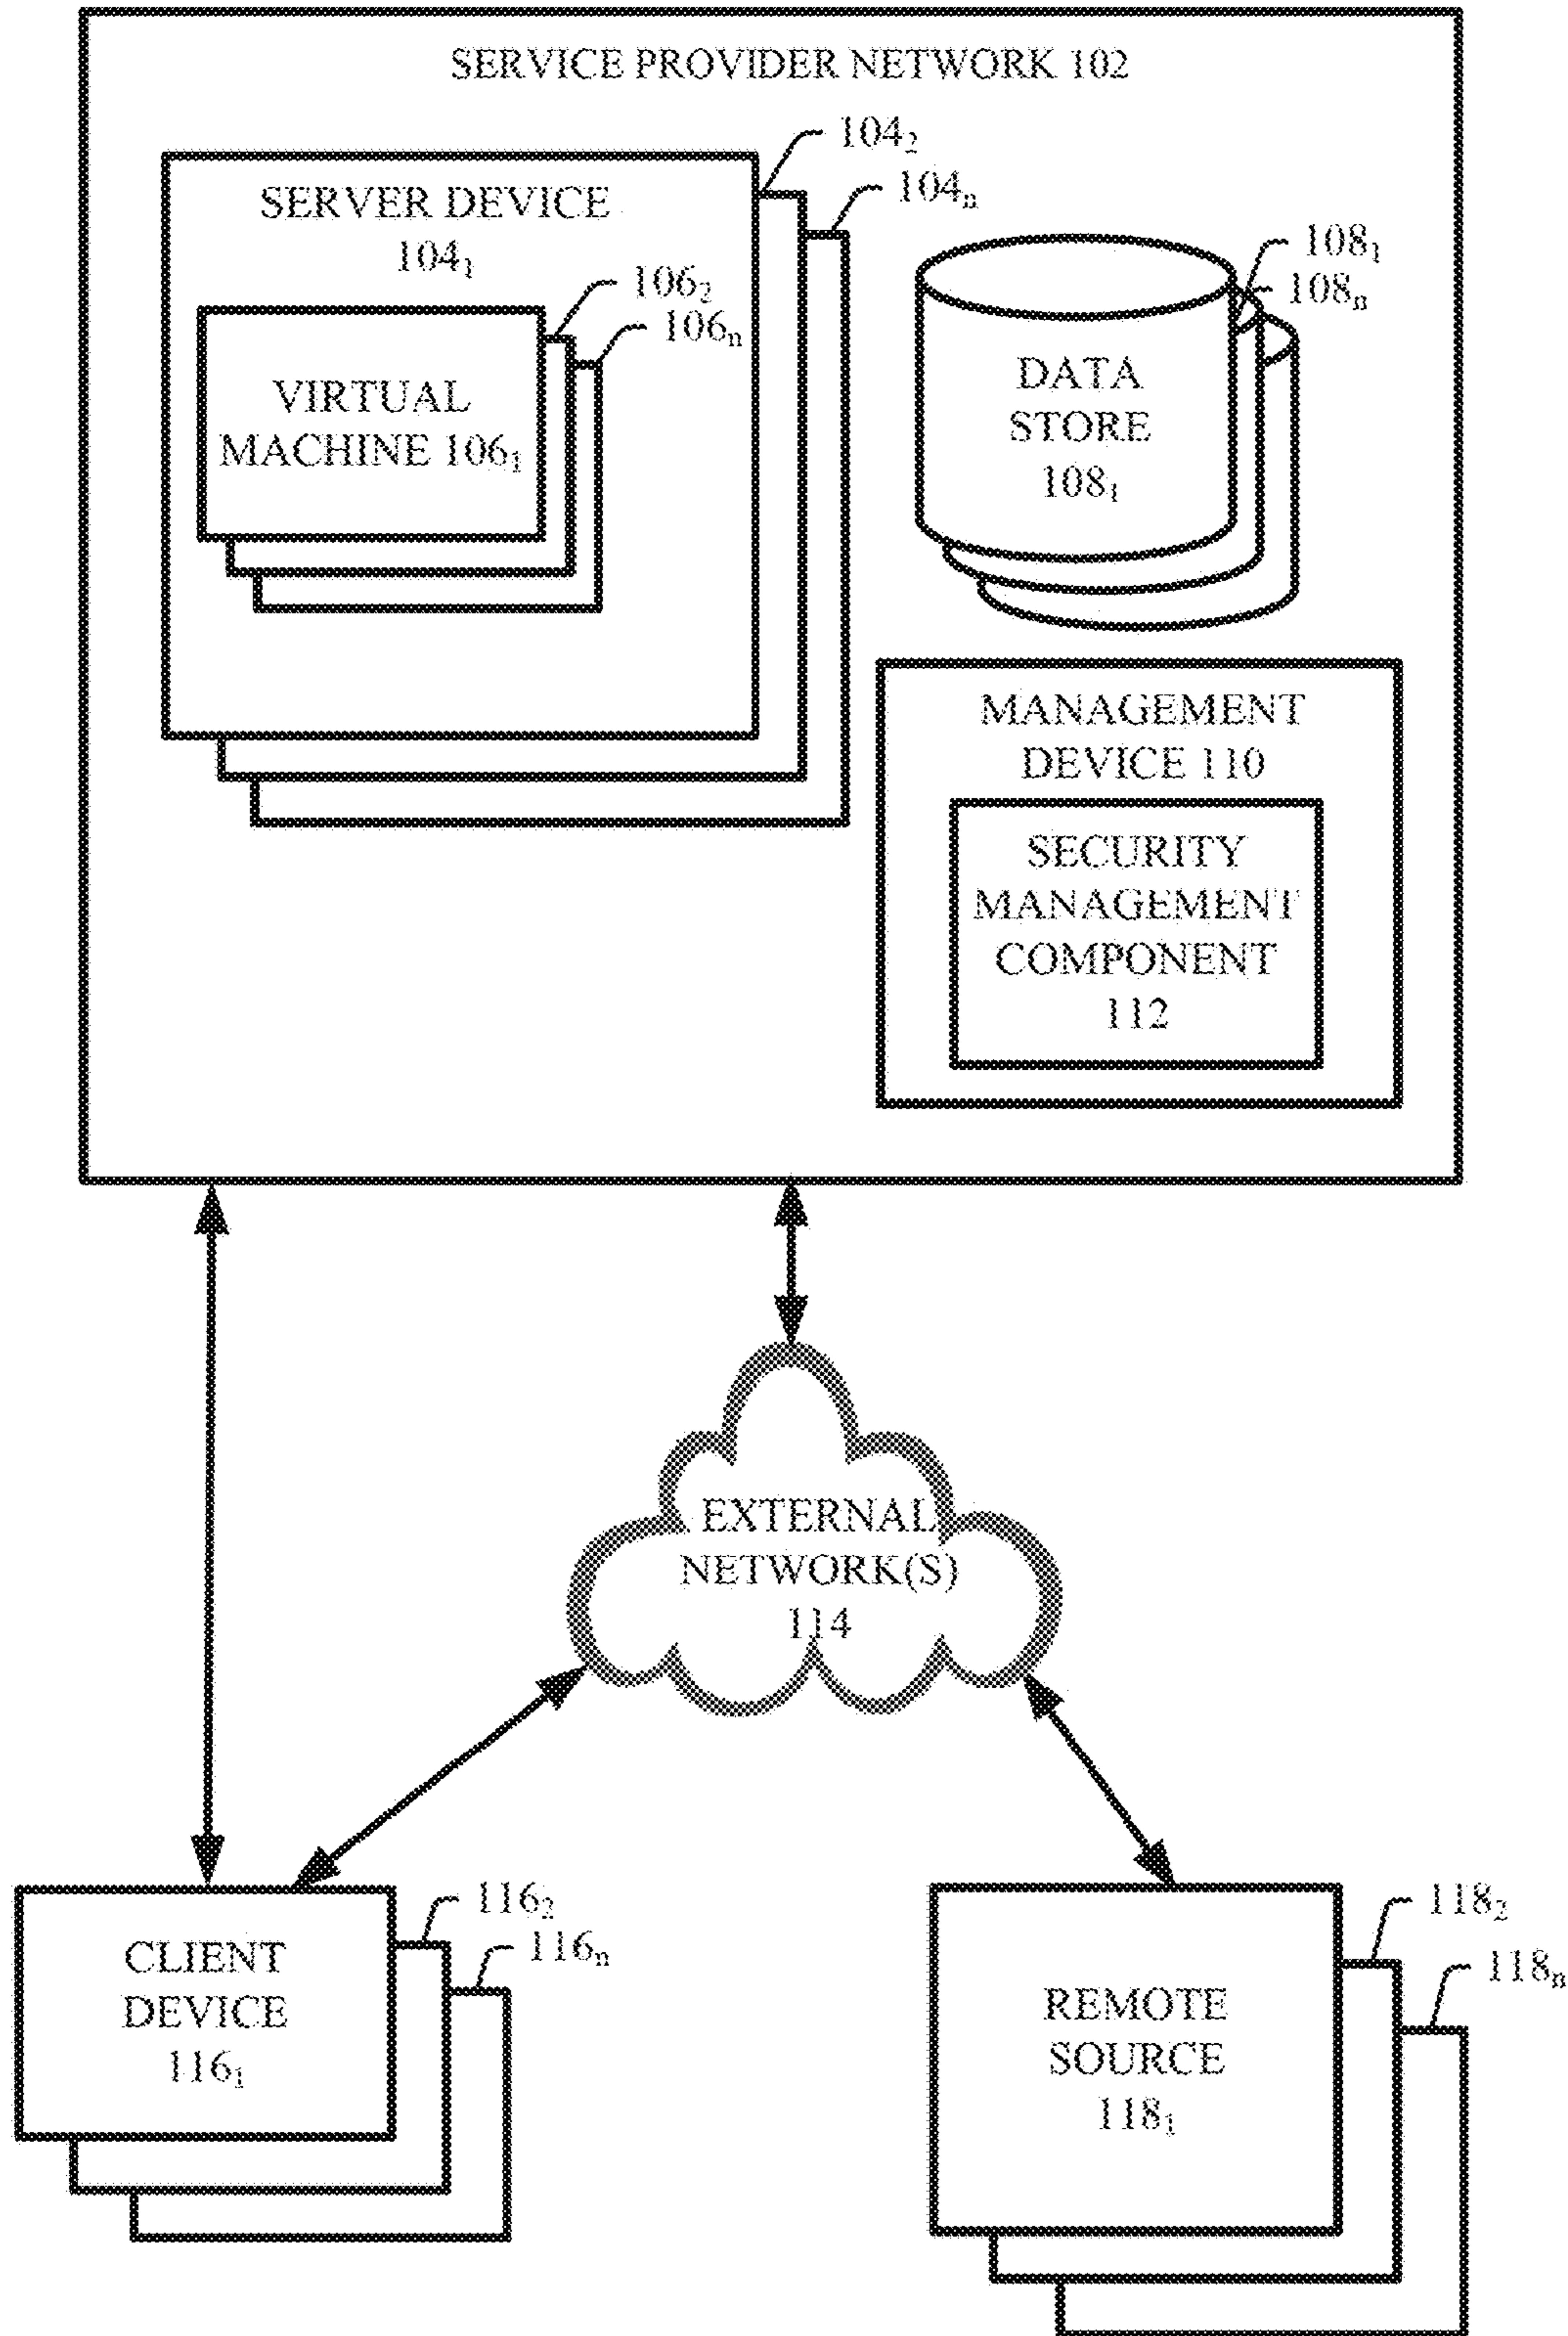 SERVICE PROVIDER NETWORK 102
104₂
104ₙ
SERVER DEVICE
104₁
106₂
106ₙ
VIRTUAL
MACHINE 106₁
108₁
108ₙ
DATA
STORE
108₁
MANAGEMENT
DEVICE 110
SECURITY
MANAGEMENT
COMPONENT
112
EXTERNAL
NETWORK(S)
114
116₂
116ₙ
CLIENT
DEVICE
116₁
118₂
118ₙ
REMOTE
SOURCE
118₁